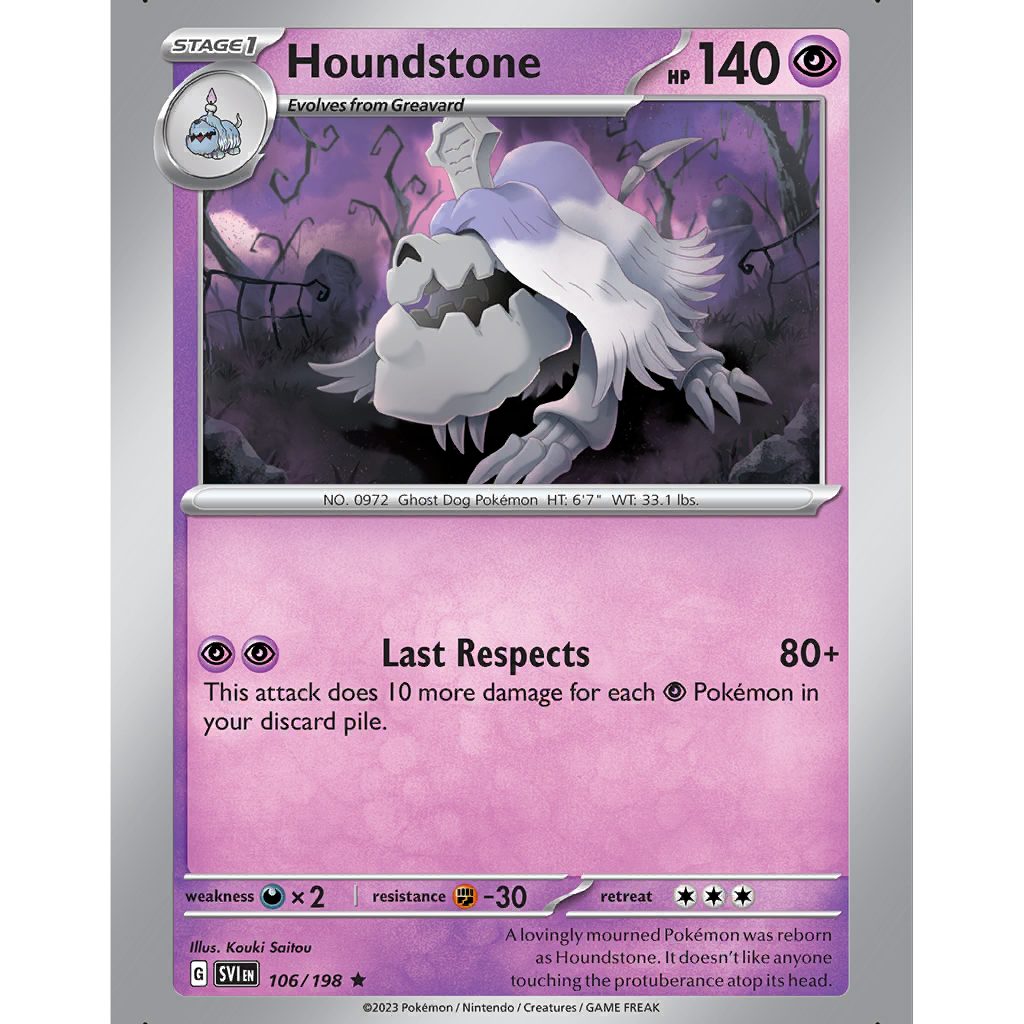 STAGE1
Houndstone
HP 140
Evolves from Greavard
NO. 0972 Ghost Dog Pokémon HT: 6'7" WT: 33.1 lbs.
Last Respects 80+
This attack does 10 more damage for each Pokémon in
your discard pile.
weakness ×2 resistance -30 retreat
Illus. Kouki Saitou
A lovingly mourned Pokémon was reborn
as Houndstone. It doesn't like anyone
touching the protuberance atop its head.
G SVI EN 106/198 ★
©2023 Pokémon / Nintendo / Creatures / GAME FREAK